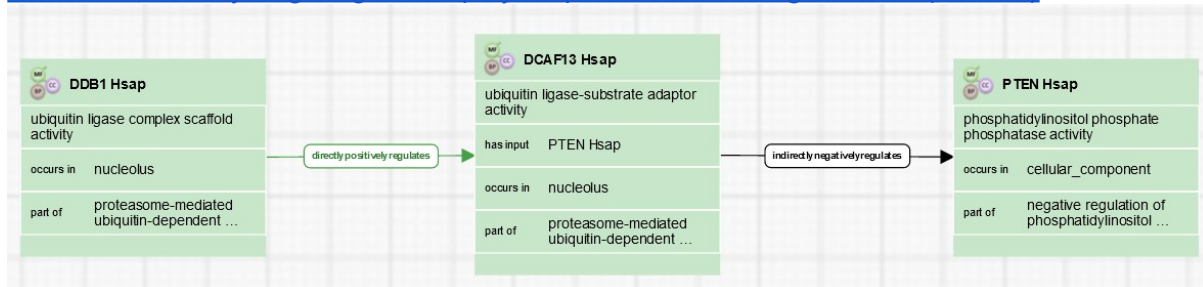 MF
CC
BP
DDB1 Hsap
ubiquitin ligase complex scaffold
activity
occurs in nucleolus
part of proteasome-mediated
ubiquitin-dependent ...
directly positively regulates
MF
CC
BP
DCAF13 Hsap
ubiquitin ligase-substrate adaptor
activity
has input PTEN Hsap
occurs in nucleolus
part of proteasome-mediated
ubiquitin-dependent ...
indirectly negatively regulates
MF
CC
BP
PTEN Hsap
phosphatidylinositol phosphate
phosphatase activity
occurs in cellular_component
part of negative regulation of
phosphatidylinositol ...